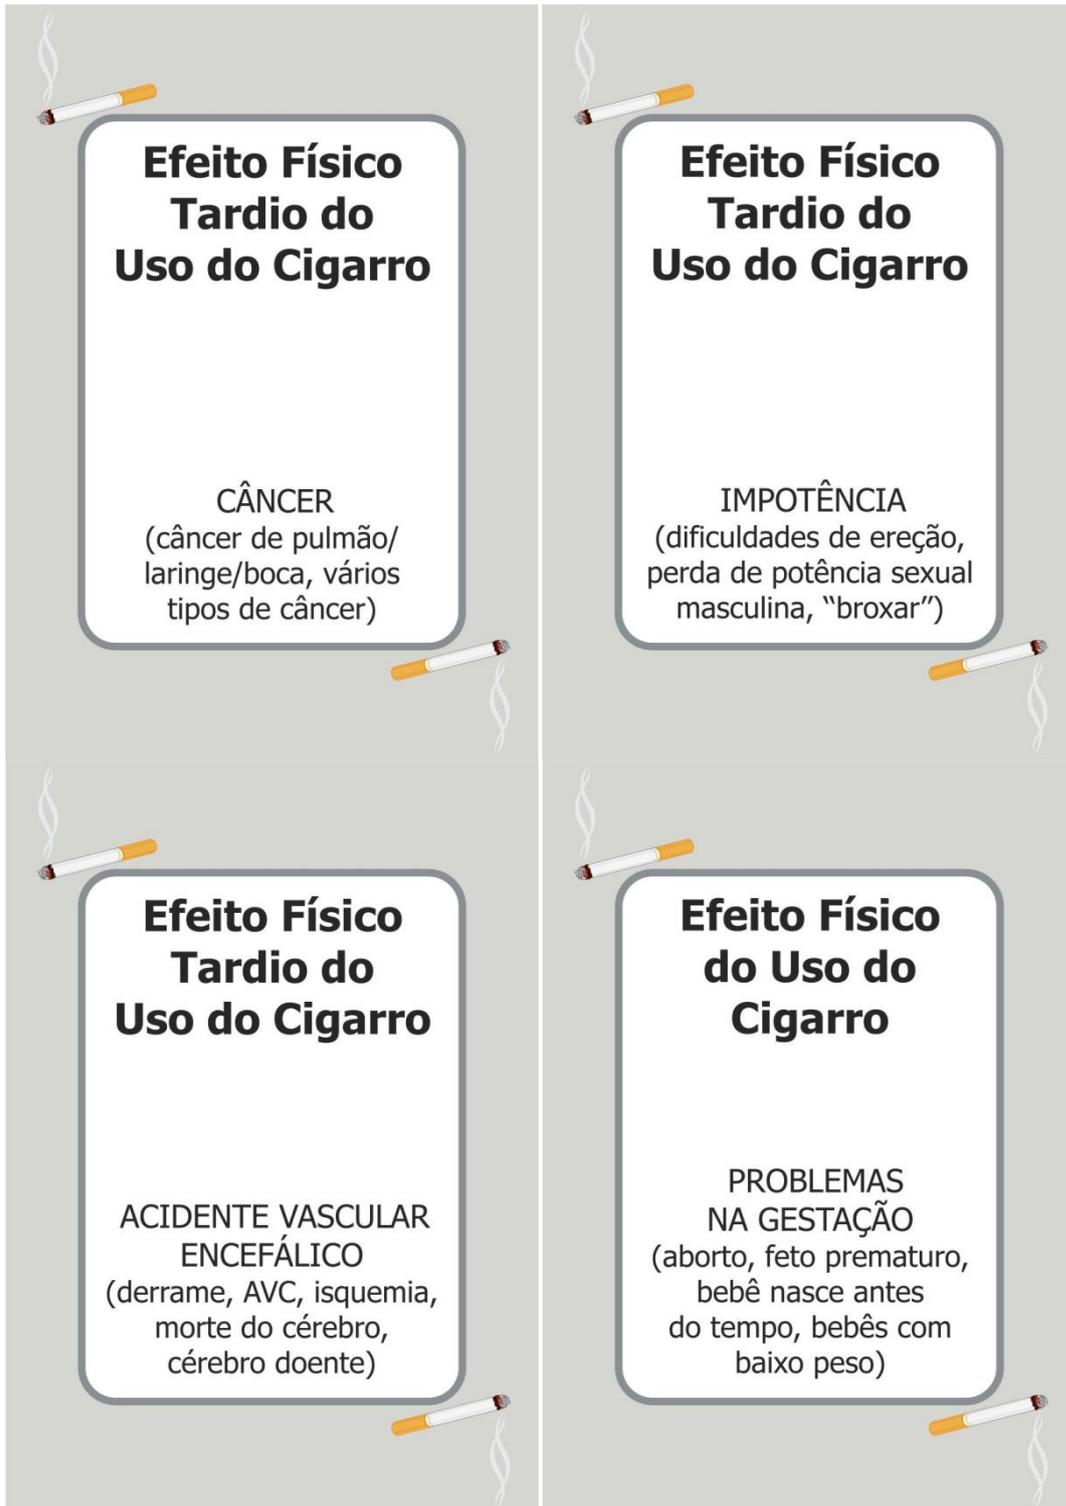 Efeito Físico
Tardio do
Uso do Cigarro
CÂNCER
(câncer de pulmão/
laringe/boca, vários
tipos de câncer)
Efeito Físico
Tardio do
Uso do Cigarro
IMPOTÊNCIA
(dificuldades de ereção,
perda de potência sexual
masculina, “broxar”)
Efeito Físico
Tardio do
Uso do Cigarro
ACIDENTE VASCULAR
ENCEFÁLICO
(derrame, AVC, isquemia,
morte do cérebro,
cérebro doente)
Efeito Físico
do Uso do
Cigarro
PROBLEMAS
NA GESTAÇÃO
(aborto, feto prematuro,
bebê nasce antes
do tempo, bebês com
baixo peso)